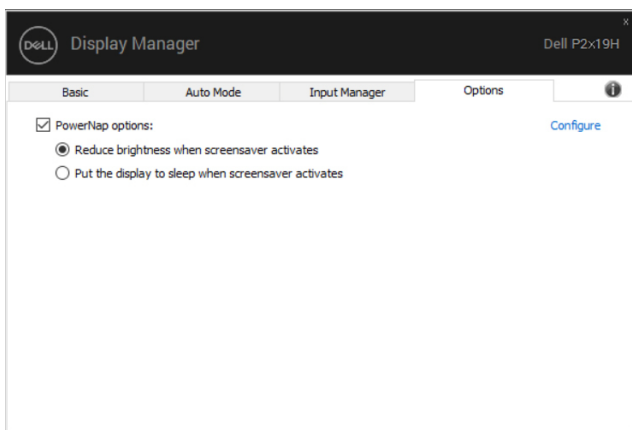 x
DELL Display Manager Dell P2x19H
Basic Auto Mode Input Manager Options i
PowerNap options: Configure
Reduce brightness when screensaver activates
Put the display to sleep when screensaver activates